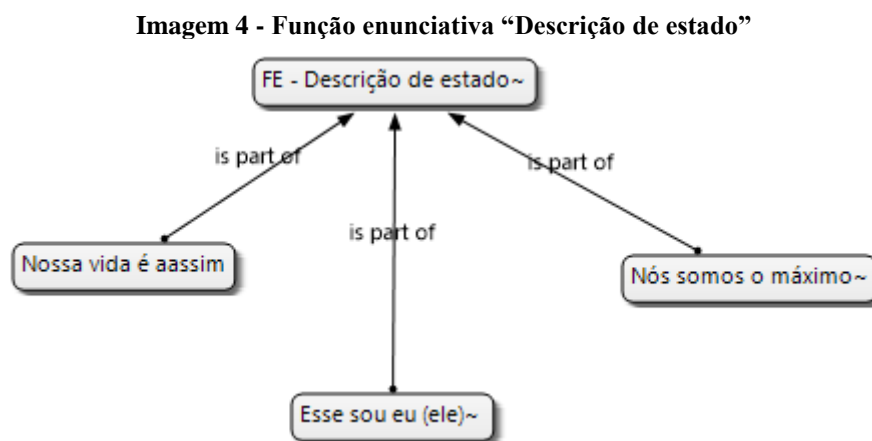 Imagem 4 - Função enunciativa “Descrição de estado”
FE - Descrição de estado~
is part of
is part of
is part of
Nossa vida é aassim
Nós somos o máximo~
Esse sou eu (ele)~